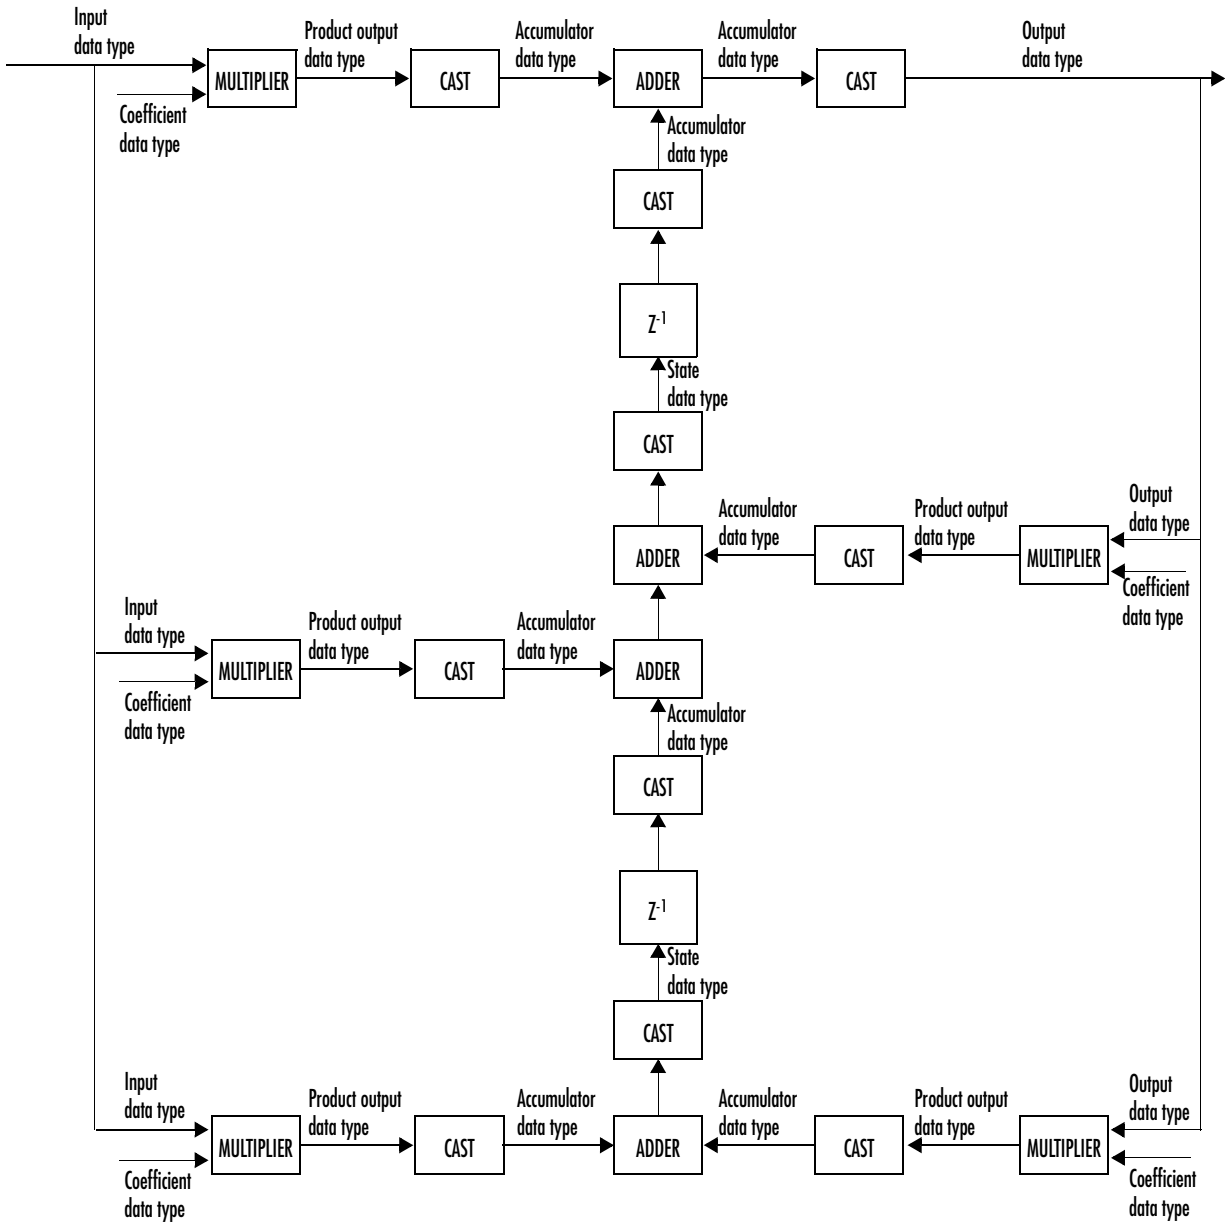 Input
data type
Product output
data type
Accumulator
data type
Accumulator
data type
Output
data type
MULTIPLIER
CAST
ADDER
CAST
Coefficient
data type
Accumulator
data type
CAST
Z-1
State
data type
CAST
Output
data type
Accumulator
data type
Product output
data type
ADDER
CAST
MULTIPLIER
Coefficient
data type
Input
data type
Product output
data type
Accumulator
data type
MULTIPLIER
CAST
ADDER
Coefficient
data type
Accumulator
data type
CAST
Z-1
State
data type
CAST
Input
data type
Product output
data type
Accumulator
data type
Accumulator
data type
Product output
data type
Output
data type
MULTIPLIER
CAST
ADDER
CAST
MULTIPLIER
Coefficient
data type
Coefficient
data type